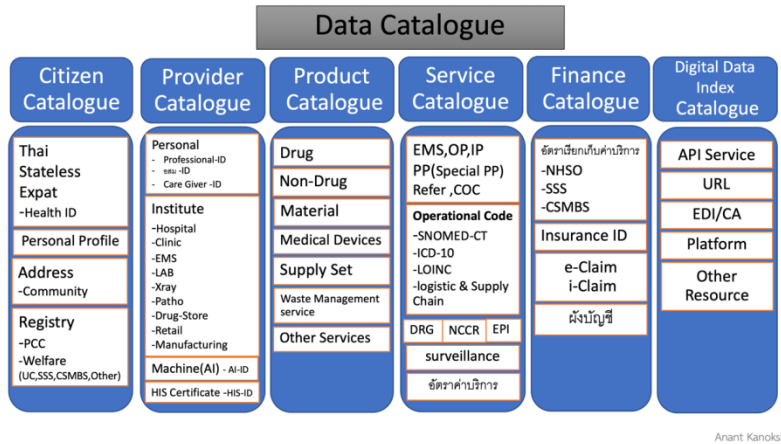 Data Catalogue
Citizen
Catalogue
Thai
Stateless
Expat
-Health ID
Personal Profile
Address
-Community
Registry
-PCC
-Welfare
(UC,SSS,CSMBS,Other)
Provider
Catalogue
Personal
- Professional-ID
- อสม -ID
- Care Giver -ID
Institute
-Hospital
-Clinic
-EMS
-LAB
-Xray
-Patho
-Drug-Store
-Retail
-Manufacturing
Machine(AI) - AI-ID
HIS Certificate -HIS-ID
Product
Catalogue
Drug
Non-Drug
Material
Medical Devices
Supply Set
Waste Management
service
Other Services
Service
Catalogue
EMS,OP,IP
PP(Special PP)
Refer ,COC
Operational Code
-SNOMED-CT
-ICD-10
-LOINC
-logistic & Supply
Chain
DRG NCCR EPI
surveillance
อัตราค่าบริการ
Finance
Catalogue
อัตราเรียกเก็บค่าบริการ
-NHSO
-SSS
-CSMBS
Insurance ID
e-Claim
i-Claim
ผังบัญชี
Digital Data
Index
Catalogue
API Service
URL
EDI/CA
Platform
Other
Resource
Anant Kanoks